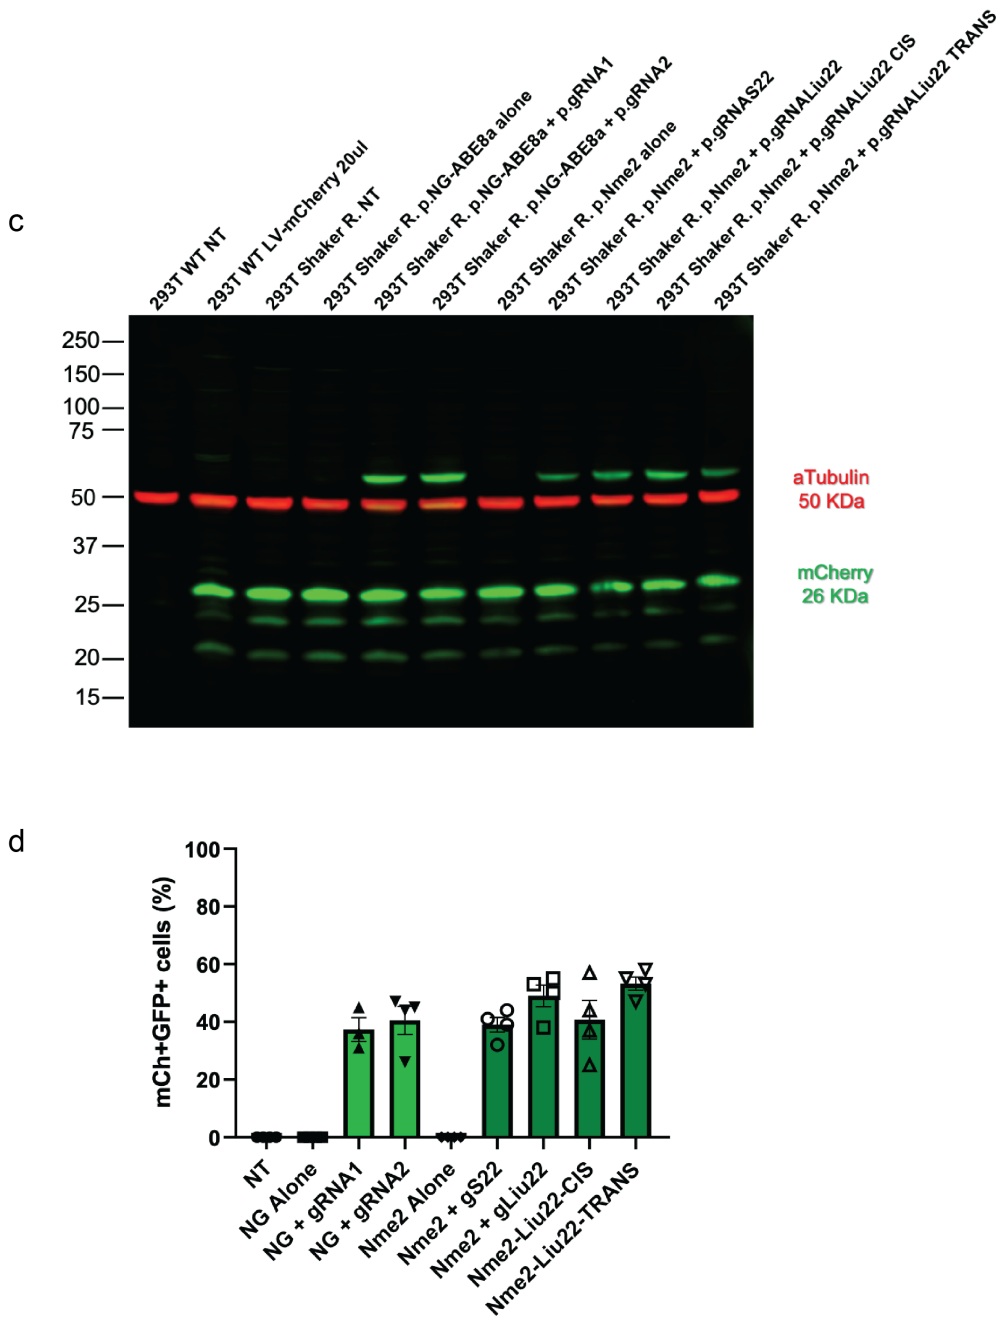 c
293T WT NT
293T WT LV-mCherry 20ul
293T Shaker R. NT
293T Shaker R. p.NG-ABE8a alone
293T Shaker R. p.NG-ABE8a + p.gRNA1
293T Shaker R. p.NG-ABE8a + p.gRNA2
293T Shaker R. p.Nme2 alone
293T Shaker R. p.Nme2 + p.gRNAS22
293T Shaker R. p.Nme2 + p.gRNALiu22
293T Shaker R. p.Nme2 + p.gRNALiu22 CIS
293T Shaker R. p.Nme2 + p.gRNALiu22 TRANS
250
150
100
75
50
37
25
20
15
aTubulin
50 KDa
mCherry
26 KDa
d
mCh+GFP+ cells (%)
100
80
60
40
20
0
NT
NG Alone
NG + gRNA1
NG + gRNA2
Nme2 Alone
Nme2 + gS22
Nme2 + gLiu22
Nme2-Liu22-CIS
Nme2-Liu22-TRANS